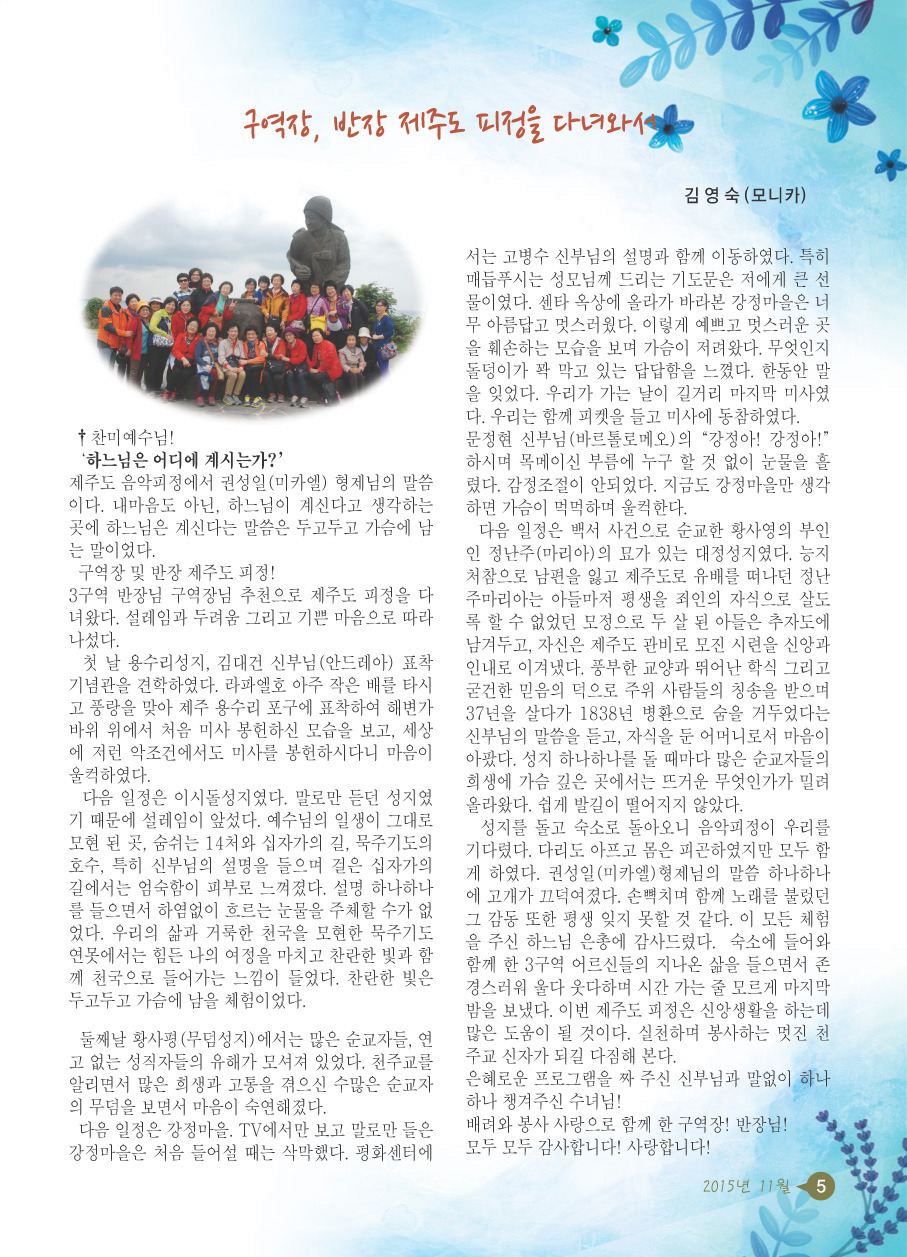 구역장, 반장 제주도 피정을 다녀와서
김 영 숙 (모니카)
✝ 찬미예수님!
‘하느님은 어디에 계시는가?’
제주도 음악피정에서 권성일(미카엘) 형제님의 말씀
이다. 내마음도 아닌, 하느님이 계신다고 생각하는
곳에 하느님은 계신다는 말씀은 두고두고 가슴에 남
는 말이었다.
구역장 및 반장 제주도 피정!
3구역 반장님 구역장님 추천으로 제주도 피정을 다
녀왔다. 설레임과 두려움 그리고 기쁜 마음으로 따라
나섰다.
첫 날 용수리성지, 김대건 신부님(안드레아) 표착
기념관을 견학하였다. 라파엘호 아주 작은 배를 타시
고 풍랑을 맞아 제주 용수리 포구에 표착하여 해변가
바위 위에서 처음 미사 봉헌하신 모습을 보고, 세상
에 저런 악조건에서도 미사를 봉헌하시다니 마음이
울컥하였다.
다음 일정은 이시돌성지였다. 말로만 듣던 성지였
기 때문에 설레임이 앞섰다. 예수님의 일생이 그대로
모현 된 곳, 숨쉬는 14처와 십자가의 길, 묵주기도의
호수, 특히 신부님의 설명을 들으며 걸은 십자가의
길에서는 엄숙함이 피부로 느껴졌다. 설명 하나하나
를 들으면서 하염없이 흐르는 눈물을 주체할 수가 없
었다. 우리의 삶과 거룩한 천국을 모현한 묵주기도
연못에서는 힘든 나의 여정을 마치고 찬란한 빛과 함
께 천국으로 들어가는 느낌이 들었다. 찬란한 빛은
두고두고 가슴에 남을 체험이었다.
둘째날 황사평(무덤성지)에서는 많은 순교자들, 연
고 없는 성직자들의 유해가 모셔져 있었다. 천주교를
알리면서 많은 희생과 고통을 겪으신 수많은 순교자
의 무덤을 보면서 마음이 숙연해졌다.
다음 일정은 강정마을. TV에서만 보고 말로만 들은
강정마을은 처음 들어설 때는 삭막했다. 평화센터에
서는 고병수 신부님의 설명과 함께 이동하였다. 특히
매듭푸시는 성모님께 드리는 기도문은 저에게 큰 선
물이었다. 센타 옥상에 올라가 바라본 강정마을은 너
무 아름답고 멋스러웠다. 이렇게 예쁘고 멋스러운 곳
을 훼손하는 모습을 보며 가슴이 저려왔다. 무엇인지
돌덩이가 꽉 막고 있는 답답함을 느꼈다. 한동안 말
을 잊었다. 우리가 가는 날이 길거리 마지막 미사였
다. 우리는 함께 피켓을 들고 미사에 동참하였다.
문정현 신부님(바르톨로메오)의 “강정아! 강정아!”
하시며 목메이신 부름에 누구 할 것 없이 눈물을 흘
렸다. 감정조절이 안되었다. 지금도 강정마을만 생각
하면 가슴이 먹먹하며 울컥한다.
다음 일정은 백서 사건으로 순교한 황사영의 부인
인 정난주(마리아)의 묘가 있는 대정성지였다. 능지
처참으로 남편을 잃고 제주도로 유배를 떠나던 정난
주마리아는 아들마저 평생을 죄인의 자식으로 살도
록 할 수 없었던 모정으로 두 살 된 아들은 추자도에
남겨두고, 자신은 제주도 관비로 모진 시련을 신앙과
인내로 이겨냈다. 풍부한 교양과 뛰어난 학식 그리고
굳건한 믿음의 덕으로 주위 사람들의 칭송을 받으며
37년을 살다가 1838년 병환으로 숨을 거두었다는
신부님의 말씀을 듣고, 자식을 둔 어머니로서 마음이
아팠다. 성지 하나하나를 돌 때마다 많은 순교자들의
희생에 가슴 깊은 곳에서는 뜨거운 무엇인가가 밀려
올라왔다. 쉽게 발길이 떨어지지 않았다.
성지를 돌고 숙소로 돌아오니 음악피정이 우리를
기다렸다. 다리도 아프고 몸은 피곤하였지만 모두 함
께 하였다. 권성일(미카엘)형제님의 말씀 하나하나
에 고개가 끄덕여졌다. 손뼉치며 함께 노래를 불렀던
그 감동 또한 평생 잊지 못할 것 같다. 이 모든 체험
을 주신 하느님 은총에 감사드렸다. 숙소에 들어와
함께 한 3구역 어르신들의 지나온 삶을 들으면서 존
경스러워 울다 웃다하며 시간 가는 줄 모르게 마지막
밤을 보냈다. 이번 제주도 피정은 신앙생활을 하는데
많은 도움이 될 것이다. 실천하며 봉사하는 멋진 천
주교 신자가 되길 다짐해 본다.
은혜로운 프로그램을 짜 주신 신부님과 말없이 하나
하나 챙겨주신 수녀님!
배려와 봉사 사랑으로 함께 한 구역장! 반장님!
모두 모두 감사합니다! 사랑합니다!
2015년 11월 5